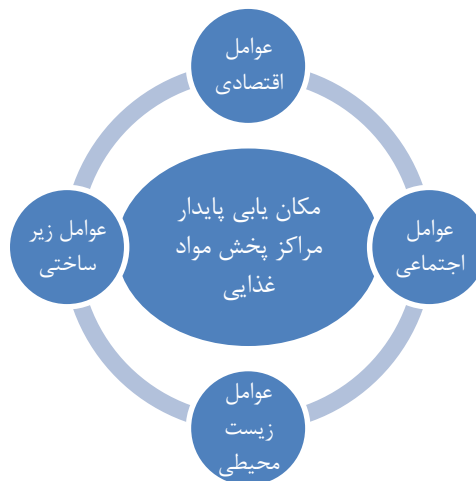 عوامل
اقتصادی
مکان یابی پایدار
مراکز پخش مواد
غذایی
عوامل
اجتماعی
عوامل زیر
ساختی
عوامل
زیست
محیطی